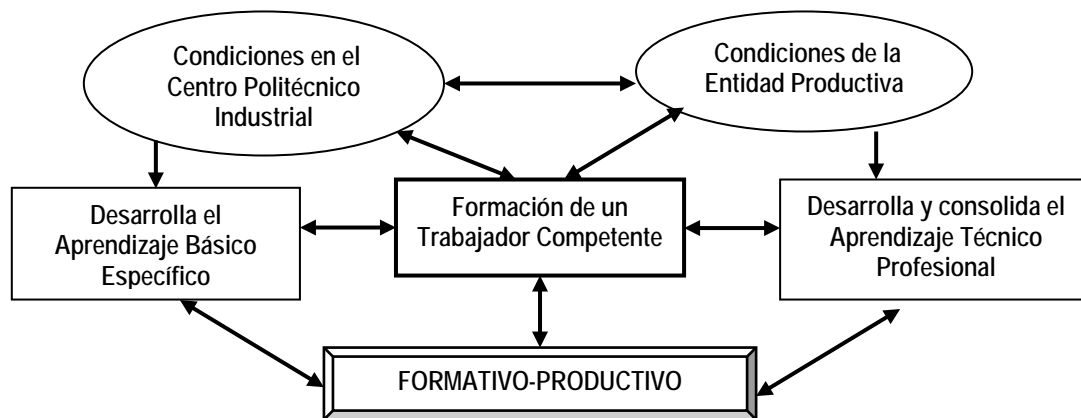 Condiciones en el
Centro Politécnico
Industrial
Condiciones de la
Entidad Productiva
Desarrolla el
Aprendizaje Básico
Específico
Formación de un
Trabajador Competente
Desarrolla y consolida el
Aprendizaje Técnico
Profesional
FORMATIVO-PRODUCTIVO